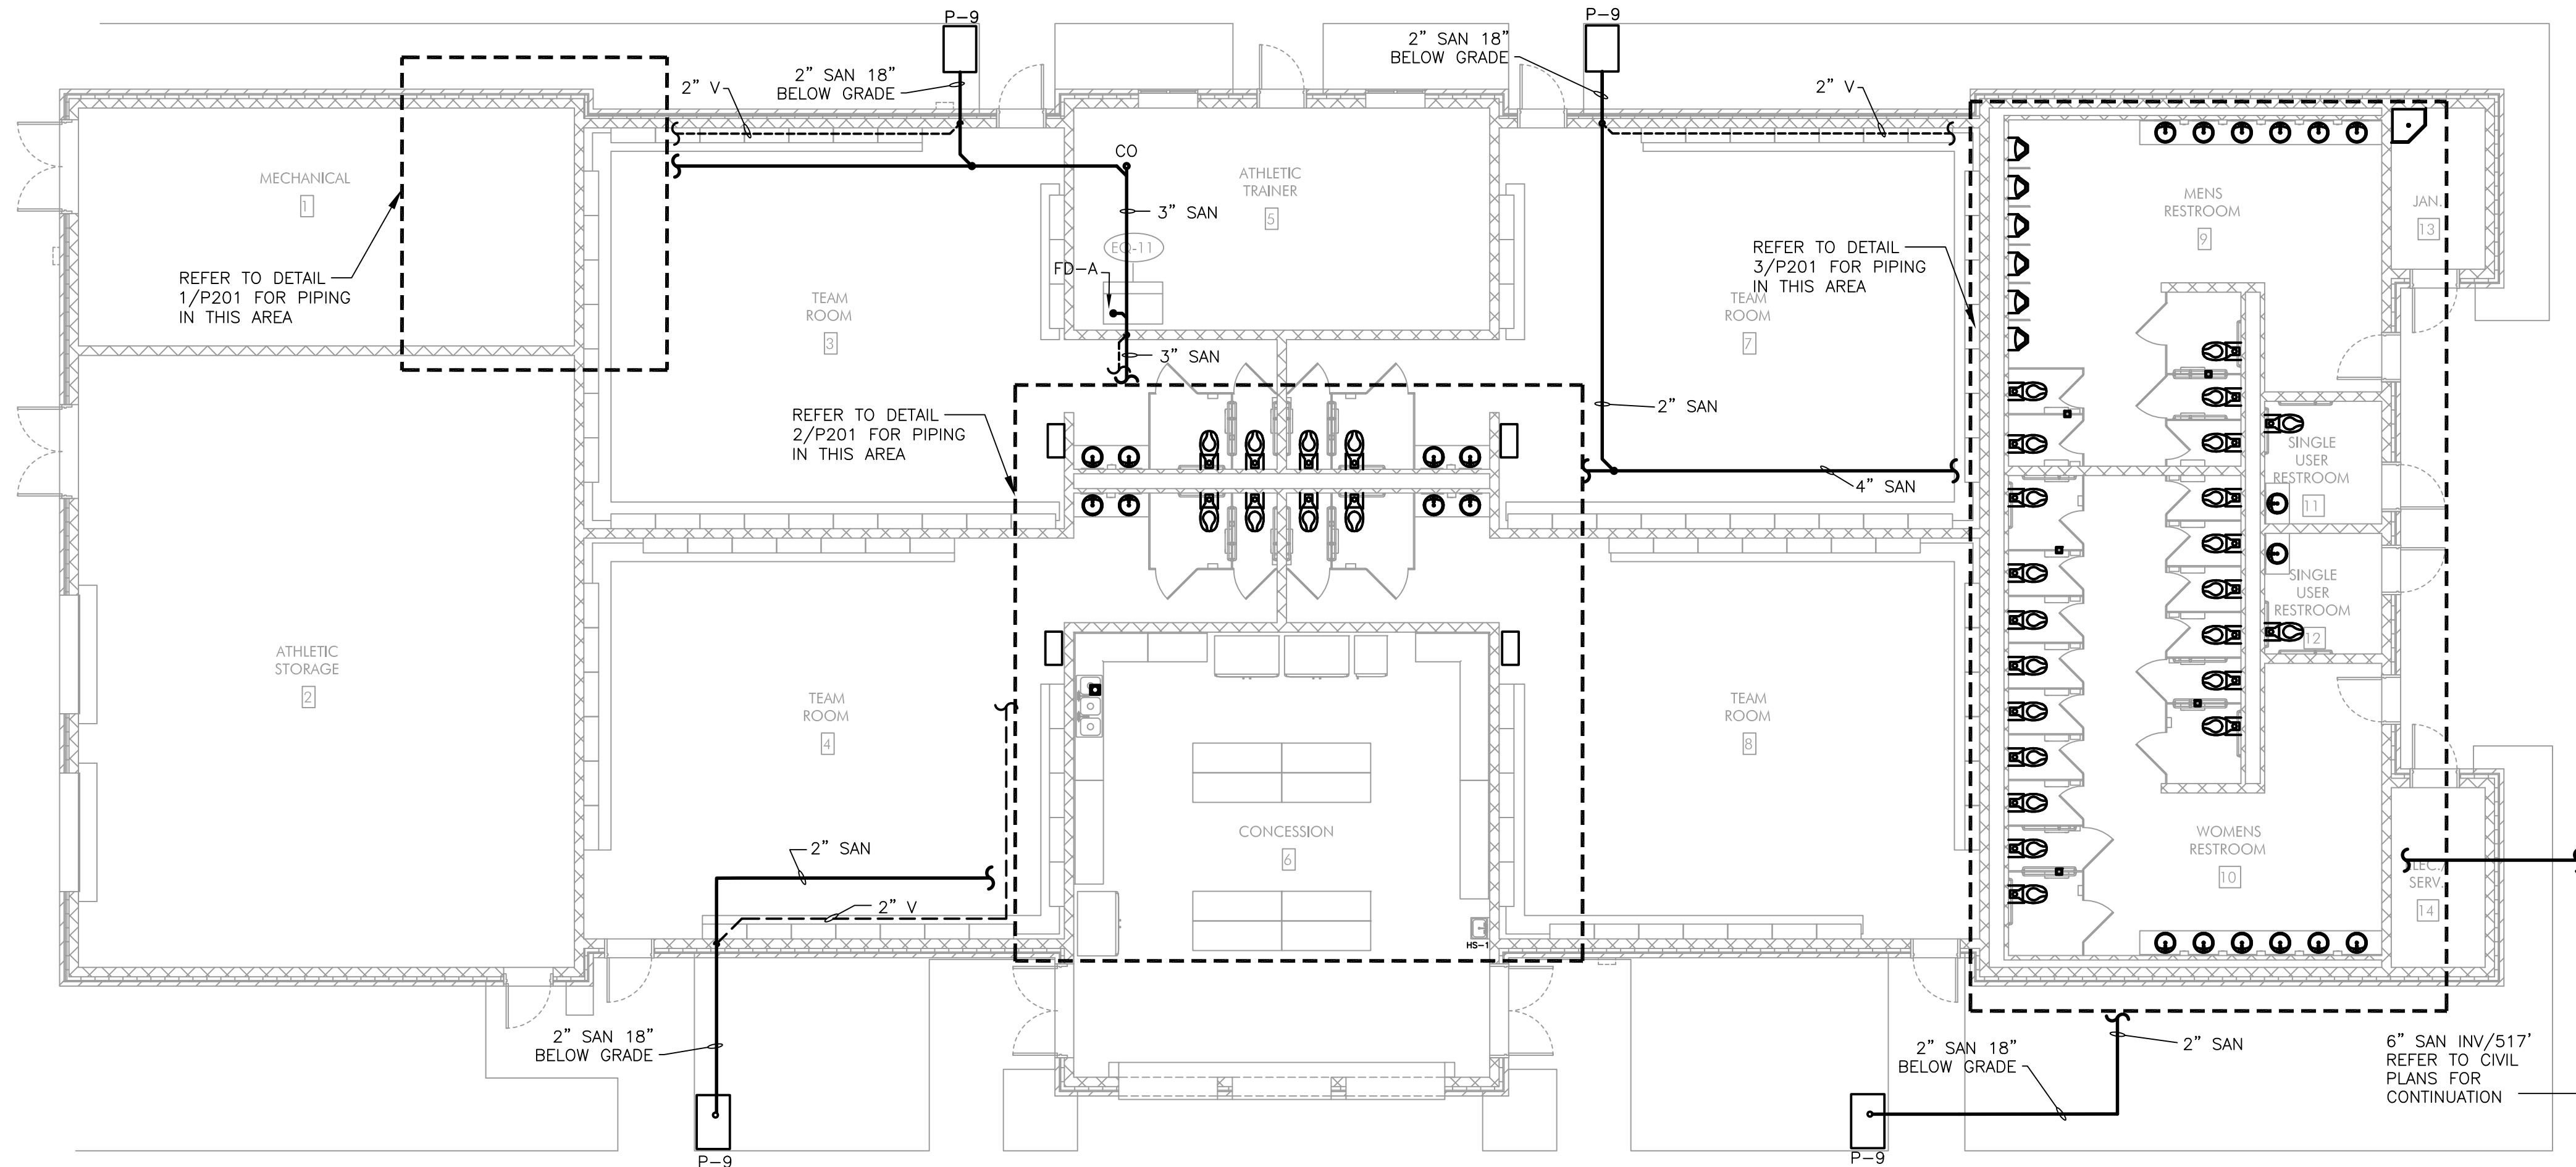 P-9
P-9
2" SAN 18"
BELOW GRADE
2" V
2" SAN 18"
BELOW GRADE
2" V
CO
3" SAN
MECHANICAL
1
ATHLETIC
TRAINER
5
MENS
RESTROOM
9
JAN.
13
EQ-11
FD-A
REFER TO DETAIL
1/P201 FOR PIPING
IN THIS AREA
TEAM
ROOM
3
REFER TO DETAIL
3/P201 FOR PIPING
IN THIS AREA
TEAM
ROOM
7
3" SAN
REFER TO DETAIL
2/P201 FOR PIPING
IN THIS AREA
2" SAN
4" SAN
SINGLE
USER
RESTROOM
11
SINGLE
USER
RESTROOM
12
ATHLETIC
STORAGE
2
TEAM
ROOM
4
TEAM
ROOM
8
CONCESSION
6
WOMENS
RESTROOM
10
SERV.
14
2" SAN
2" V
HS-1
2" SAN 18"
BELOW GRADE
2" SAN 18"
BELOW GRADE
2" SAN
6" SAN INV/517'
REFER TO CIVIL
PLANS FOR
CONTINUATION
P-9
P-9